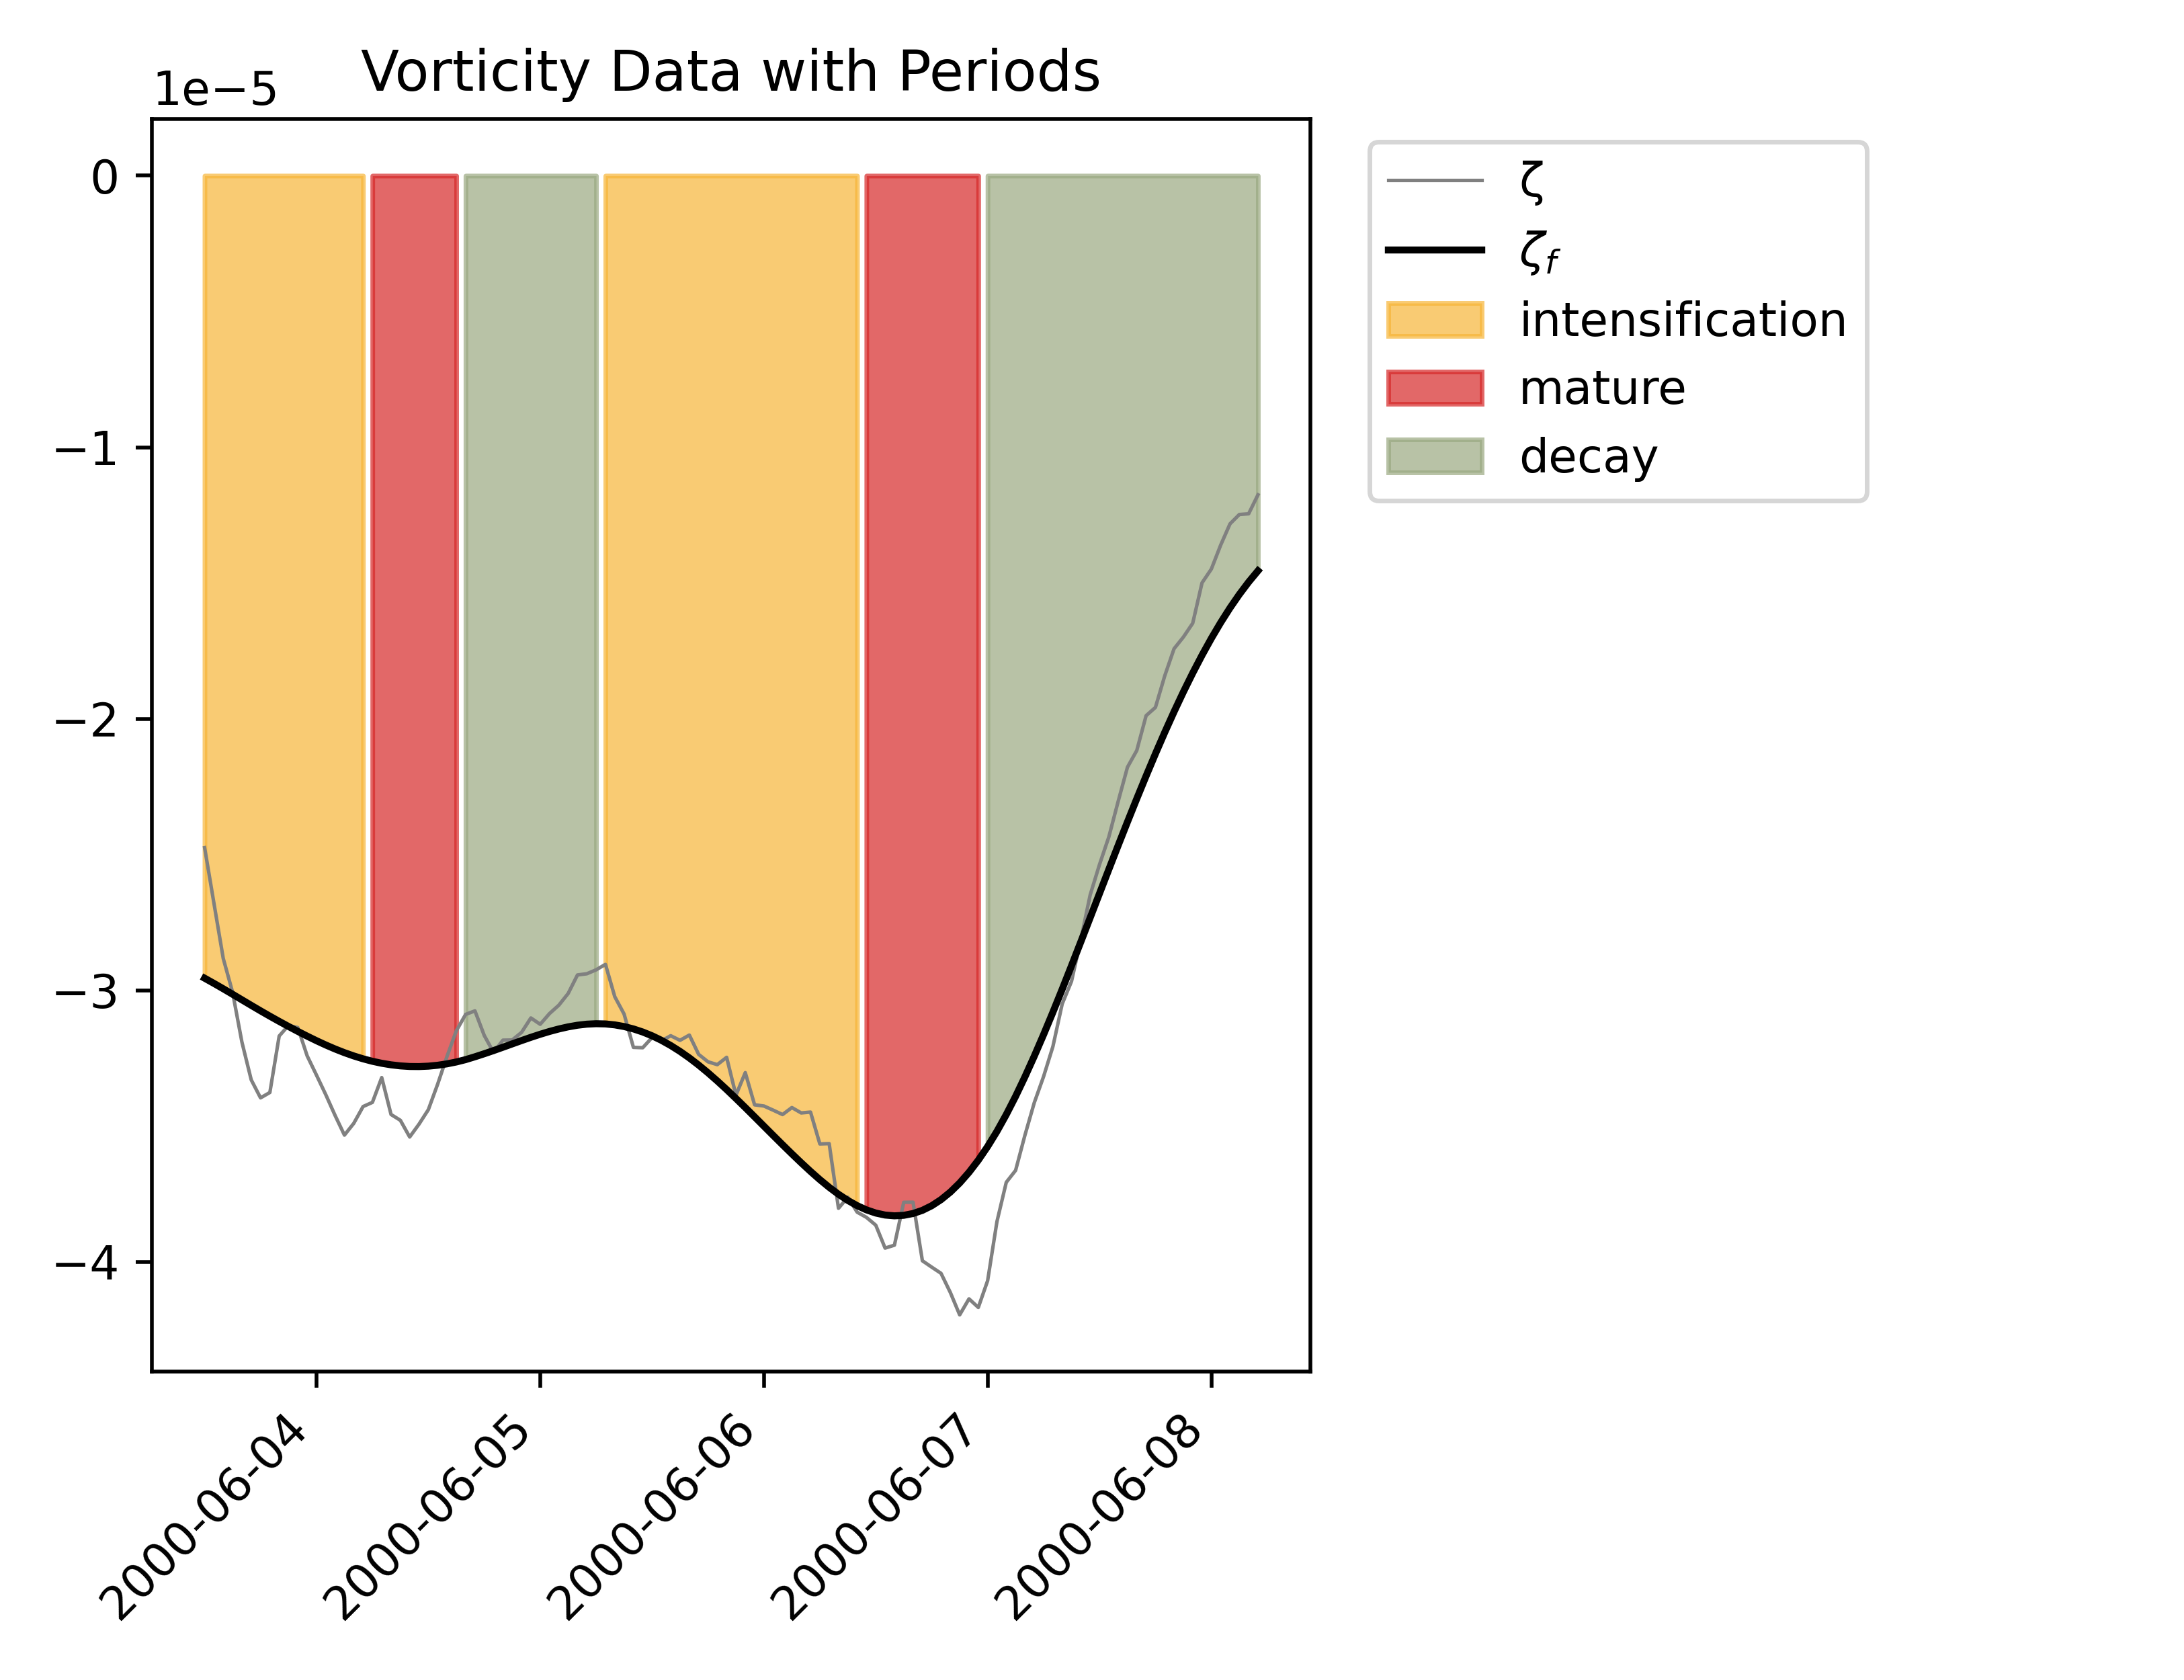 Vorticity Data with Periods
1e−5
0
−1
−2
−3
−4
2000-06-04
2000-06-05
2000-06-06
2000-06-07
2000-06-08
ζ
ζf
intensification
mature
decay